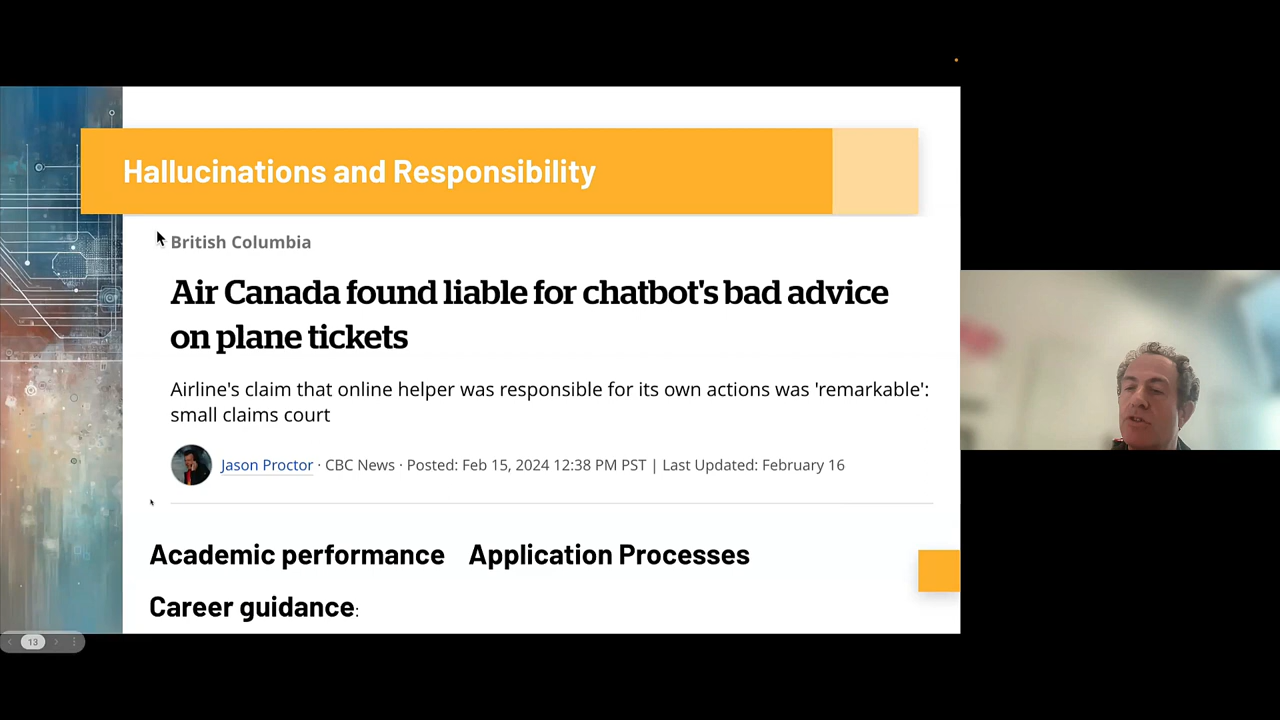 Hallucinations and Responsibility
British Columbia
Air Canada found liable for chatbot's bad advice
on plane tickets
Airline's claim that online helper was responsible for its own actions was 'remarkable':
small claims court
Jason Proctor · CBC News · Posted: Feb 15, 2024 12:38 PM PST | Last Updated: February 16
Academic performance Application Processes
Career guidance:
13